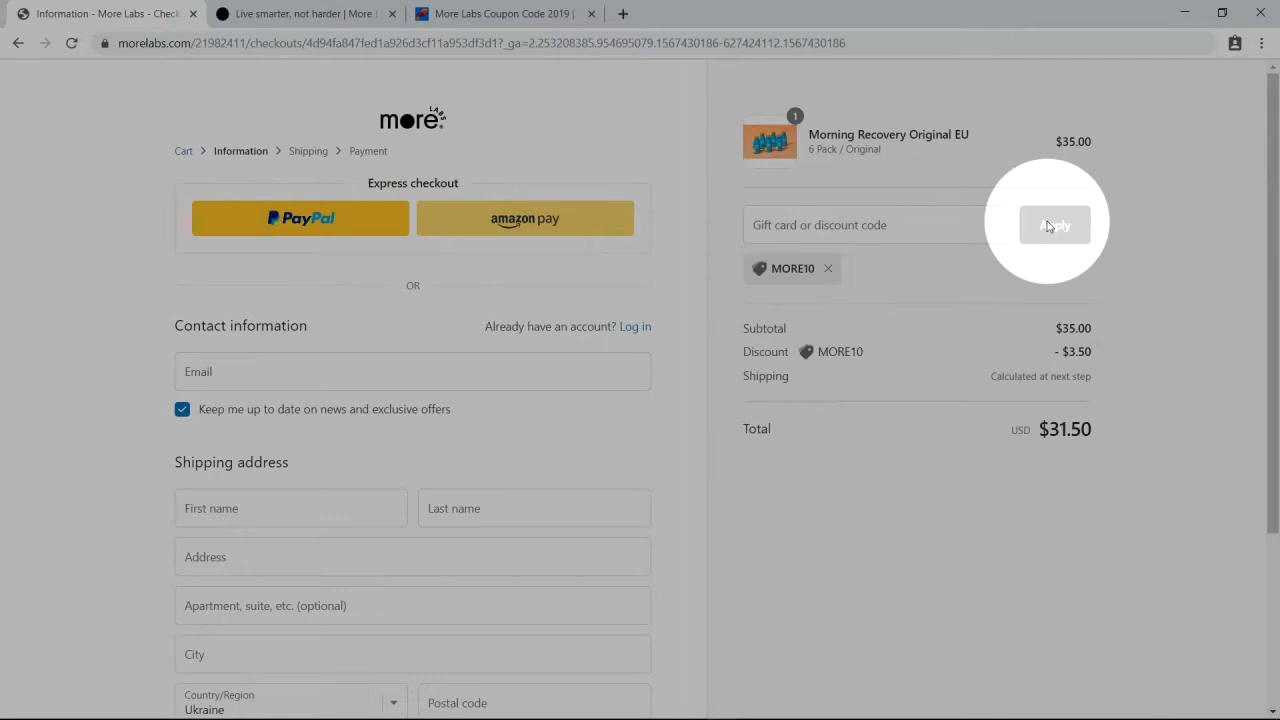 Information - More Labs - Check
Live smarter, not harder | More L
More Labs Coupon Code 2019 |
morelabs.com/21982411/checkouts/4d94fa847fed1a926d3cf11a953df3d1?_ga=2.253208385.954695079.1567430186-627424112.1567430186
more LABS
Cart > Information > Shipping > Payment
Express checkout
PayPal
amazon pay
OR
Contact information
Already have an account? Log in
Email
Keep me up to date on news and exclusive offers
Shipping address
First name
Last name
Address
Apartment, suite, etc. (optional)
City
Country/Region
Ukraine
Postal code
1
Morning Recovery Original EU
$35.00
6 Pack / Original
Gift card or discount code
Apply
MORE10
Subtotal $35.00
Discount MORE10 - $3.50
Shipping Calculated at next step
Total USD $31.50